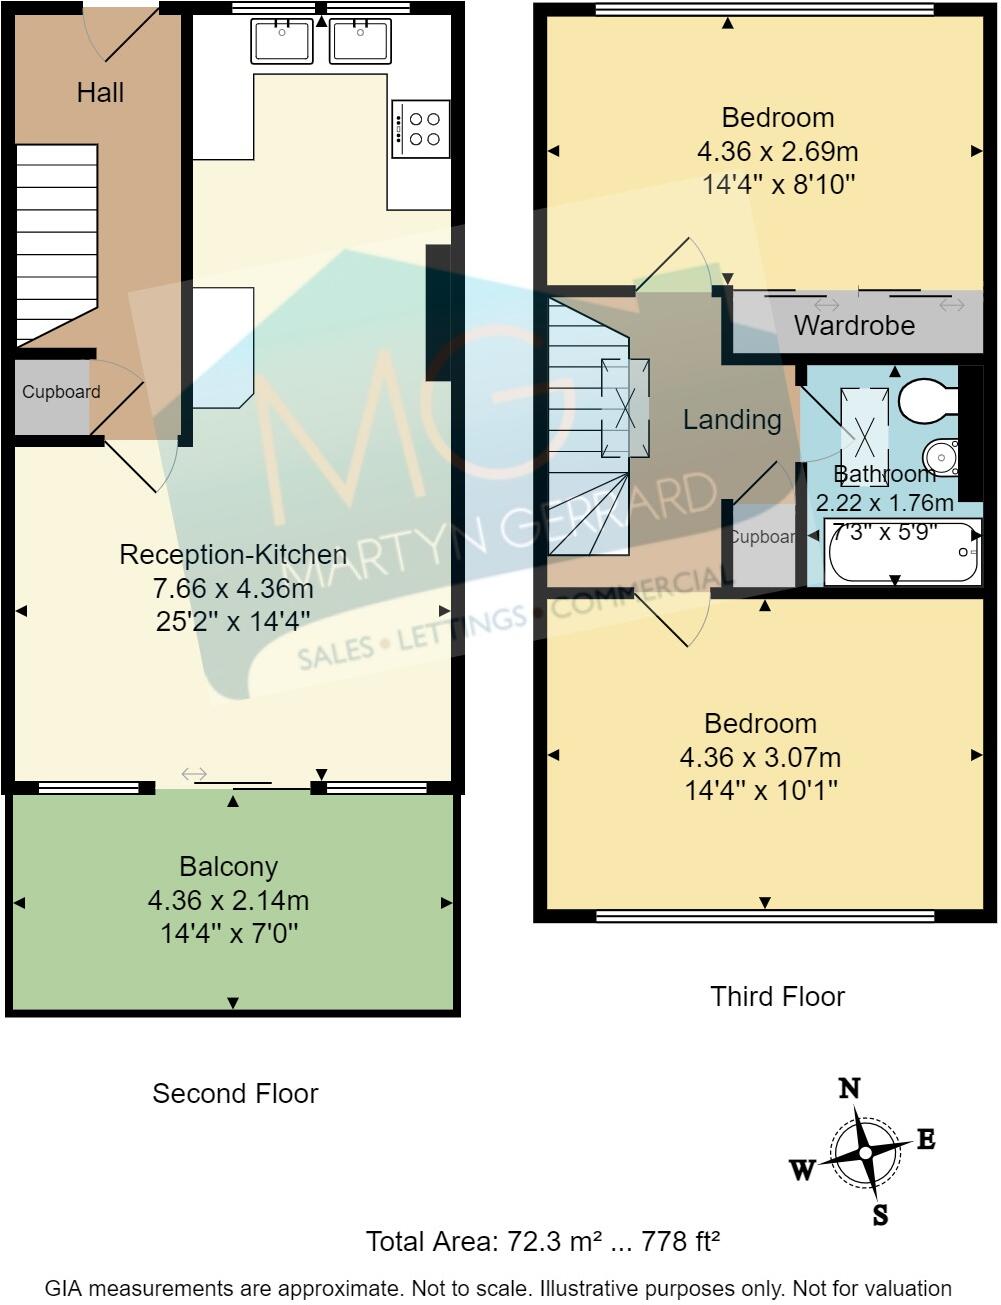 Hall
Cupboard
Reception-Kitchen
7.66 x 4.36m
25'2" x 14'4"
Balcony
4.36 x 2.14m
14'4" x 7'0"
Second Floor
Bedroom
4.36 x 2.69m
14'4" x 8'10"
Wardrobe
Landing
Bathroom
2.22 x 1.76m
7'3" x 5'9"
Cupboard
Bedroom
4.36 x 3.07m
14'4" x 10'1"
Third Floor
MG
MARTYN GERRARD
SALES • LETTINGS • COMMERCIAL
N
E
W
S
Total Area: 72.3 m² ... 778 ft²
GIA measurements are approximate. Not to scale. Illustrative purposes only. Not for valuation